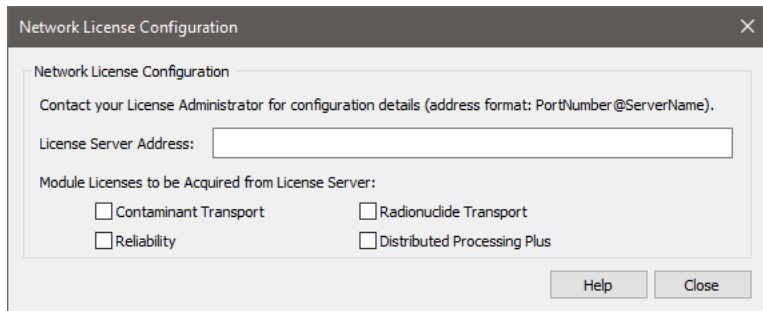 Network License Configuration
Network License Configuration
Contact your License Administrator for configuration details (address format: PortNumber@ServerName).
License Server Address:
Module Licenses to be Acquired from License Server:
Contaminant Transport Radionuclide Transport
Reliability Distributed Processing Plus
Help Close